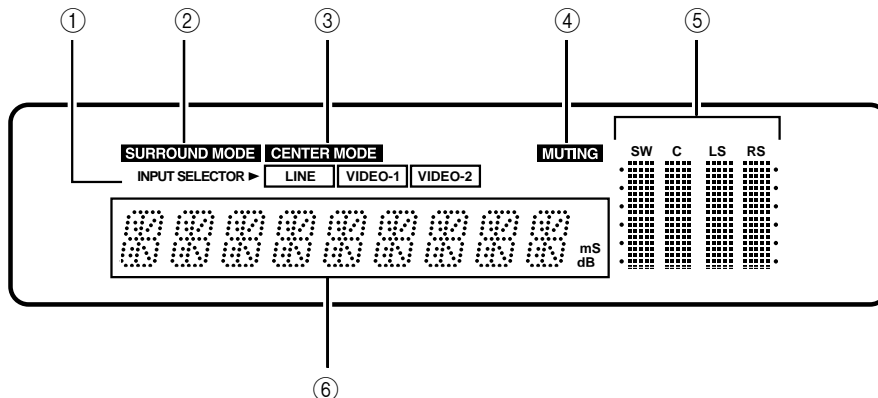 ① ② ③ ④ ⑤
SURROUND MODE CENTER MODE MUTING SW C LS RS
INPUT SELECTOR ► LINE VIDEO-1 VIDEO-2
mS
dB
⑥